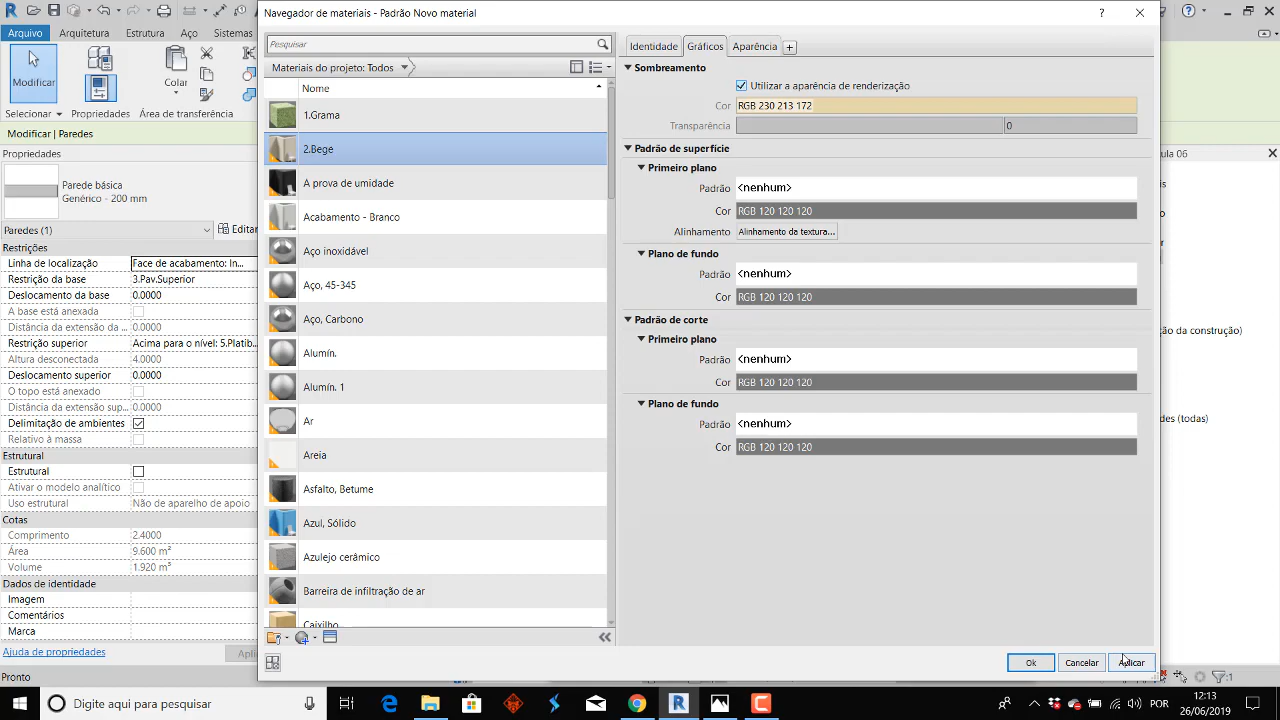 Navegador de materiais - Padrão Novo material
?
Arquivo
Arquitetura
Estrutura
Aço
Sistemas
Modificar
Colar
Selecionar
Propriedades
Área de transferência
Modificar | Paredes
Propriedades
Parede básica
Genérico - 200 mm
Paredes (1)
Editar
Restrições
Linha de localização
Face de acabamento: In...
Restrição da base
3.Pav.Superior
Deslocamento da base
0.0000
A base está anexada
Distância da extensão da ...
0.0000
Restrição superior
Acima para o nível: 5.Platib...
Altura desconectada
4.0000
Deslocamento superior
0.0000
O topo está anexado
Distância da extensão sup...
0.0000
Delimitação de ambientes
Relativo à massa
Estrutural
Estrutural
Ativar o modelo analítico
Uso estrutural
Não de aparelho de apoio
Cotas
Comprimento
2.4000
Área
9.600 m²
Volume
1.920 m³
Dados de identidade
Imagem
Comentários
Marca
Ajuda de propriedades
Apli
Pronto
Pesquisar
Materiais do projeto: Todos
Nome
1.Grama
2.Bege
A prova de umidade
Acabamento - Branco
Aço inoxidável
Aço, 45-345
Aço, Carbono
Alumín.
Alumín. 1
Ar
Areia
Asfalto, Betume
Azul, Sólido
Azulejo cerâmico
Barreira de infiltração de ar
Caixilho
Identidade
Gráficos
Aparência
Sombreamento
Utilizar a aparência de renderização
Cor
RGB 230 213 172
Transparência
0
Padrão de superfície
Primeiro plano
Padrão
<nenhum>
Cor
RGB 120 120 120
Alinhamento
Alinhamento da textura...
Plano de fundo
Padrão
<nenhum>
Cor
RGB 120 120 120
Padrão de corte
Primeiro plano
Padrão
<nenhum>
Cor
RGB 120 120 120
Plano de fundo
Padrão
<nenhum>
Cor
RGB 120 120 120
Ok
Cancelar
Aplicar
ula 06
is
ção da construção)
des (todas)
:1
Digite aqui para pesquisar
POR
12:13
26/06/2019